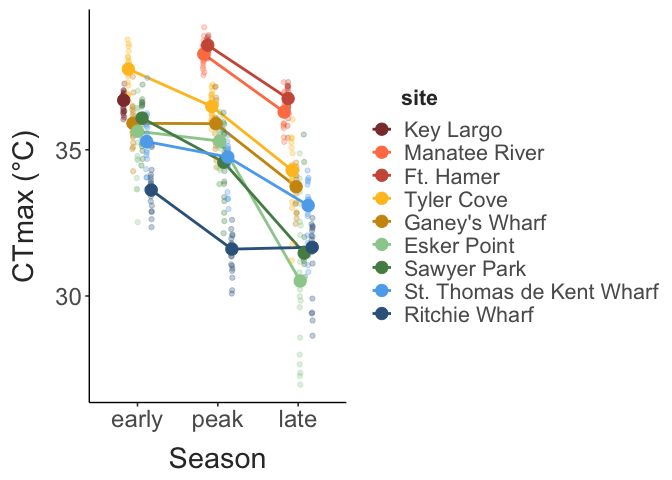 CTmax (°C)
35
30
early peak late
Season
site
Key Largo
Manatee River
Ft. Hamer
Tyler Cove
Ganey's Wharf
Esker Point
Sawyer Park
St. Thomas de Kent Wharf
Ritchie Wharf